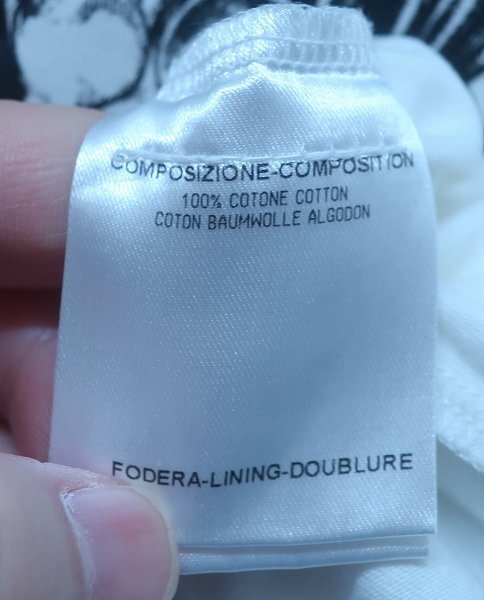 COMPOSIZIONE-COMPOSITION
100% COTONE COTTON
COTON BAUMWOLLE ALGODON
FODERA-LINING-DOUBLURE